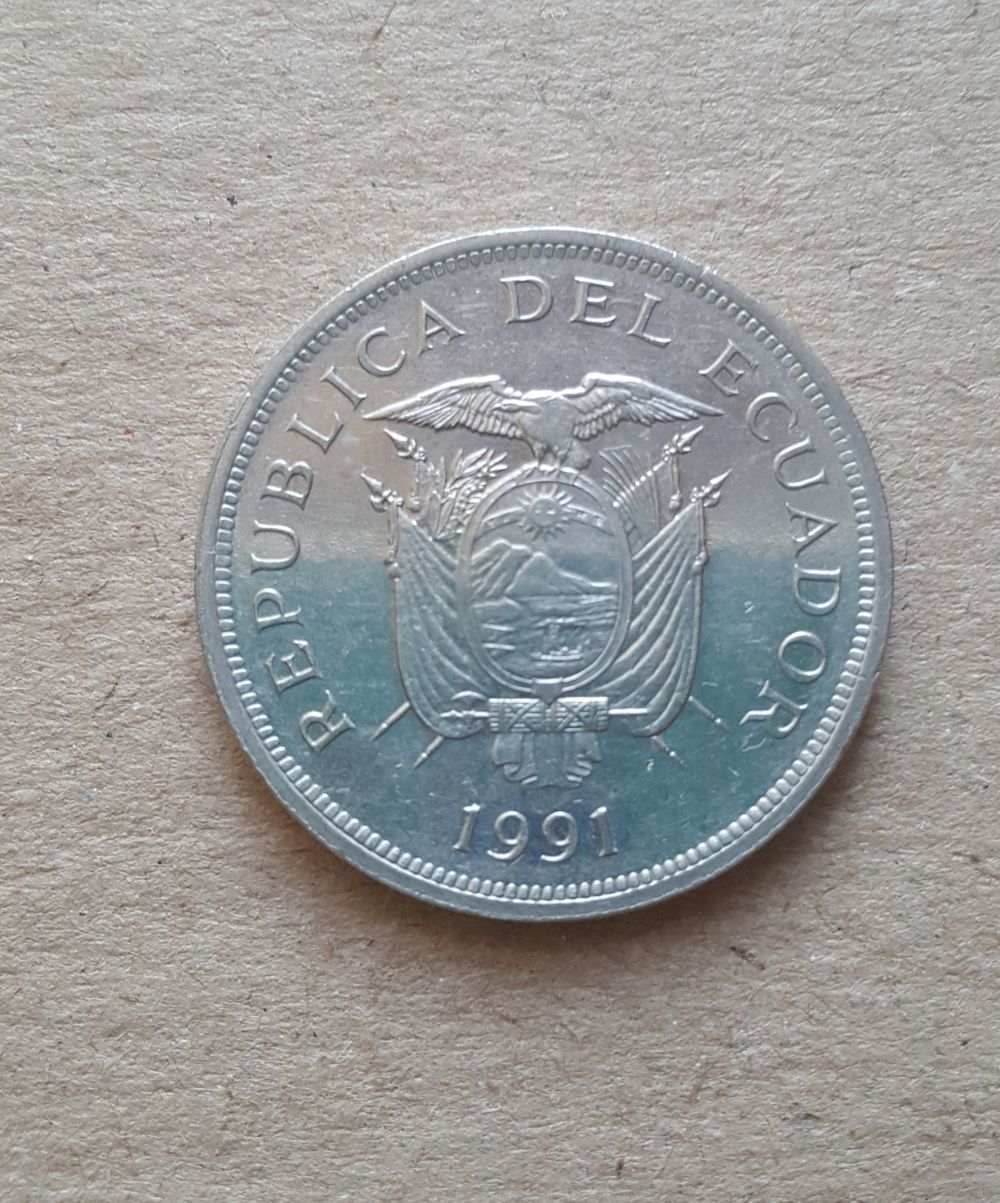 REPUBLICA DEL ECUADOR
1991